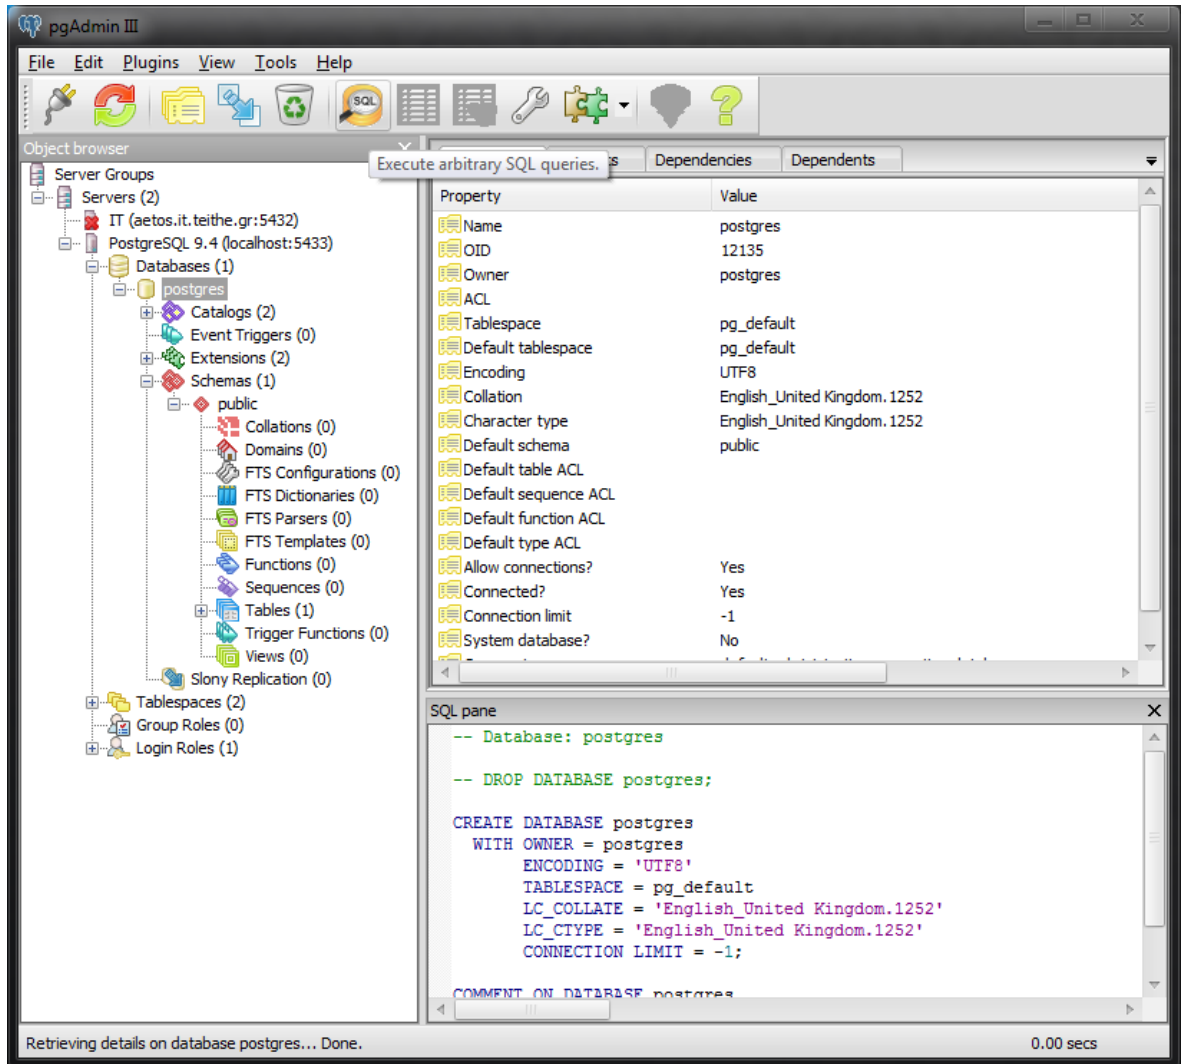 pgAdmin III
File Edit Plugins View Tools Help
SQL
Object browser
Execute arbitrary SQL queries.
Dependencies Dependents
Server Groups
Servers (2)
IT (aetos.it.teithe.gr:5432)
PostgreSQL 9.4 (localhost:5433)
Databases (1)
postgres
Catalogs (2)
Event Triggers (0)
Extensions (2)
Schemas (1)
public
Collations (0)
Domains (0)
FTS Configurations (0)
FTS Dictionaries (0)
FTS Parsers (0)
FTS Templates (0)
Functions (0)
Sequences (0)
Tables (1)
Trigger Functions (0)
Views (0)
Slony Replication (0)
Tablespaces (2)
Group Roles (0)
Login Roles (1)
Property Value
Name postgres
OID 12135
Owner postgres
ACL
Tablespace pg_default
Default tablespace pg_default
Encoding UTF8
Collation English_United Kingdom.1252
Character type English_United Kingdom.1252
Default schema public
Default table ACL
Default sequence ACL
Default function ACL
Default type ACL
Allow connections? Yes
Connected? Yes
Connection limit -1
System database? No
SQL pane
-- Database: postgres
-- DROP DATABASE postgres;
CREATE DATABASE postgres
WITH OWNER = postgres
ENCODING = 'UTF8'
TABLESPACE = pg_default
LC_COLLATE = 'English_United Kingdom.1252'
LC_CTYPE = 'English_United Kingdom.1252'
CONNECTION LIMIT = -1;
COMMENT ON DATABASE postgres
Retrieving details on database postgres... Done. 0.00 secs